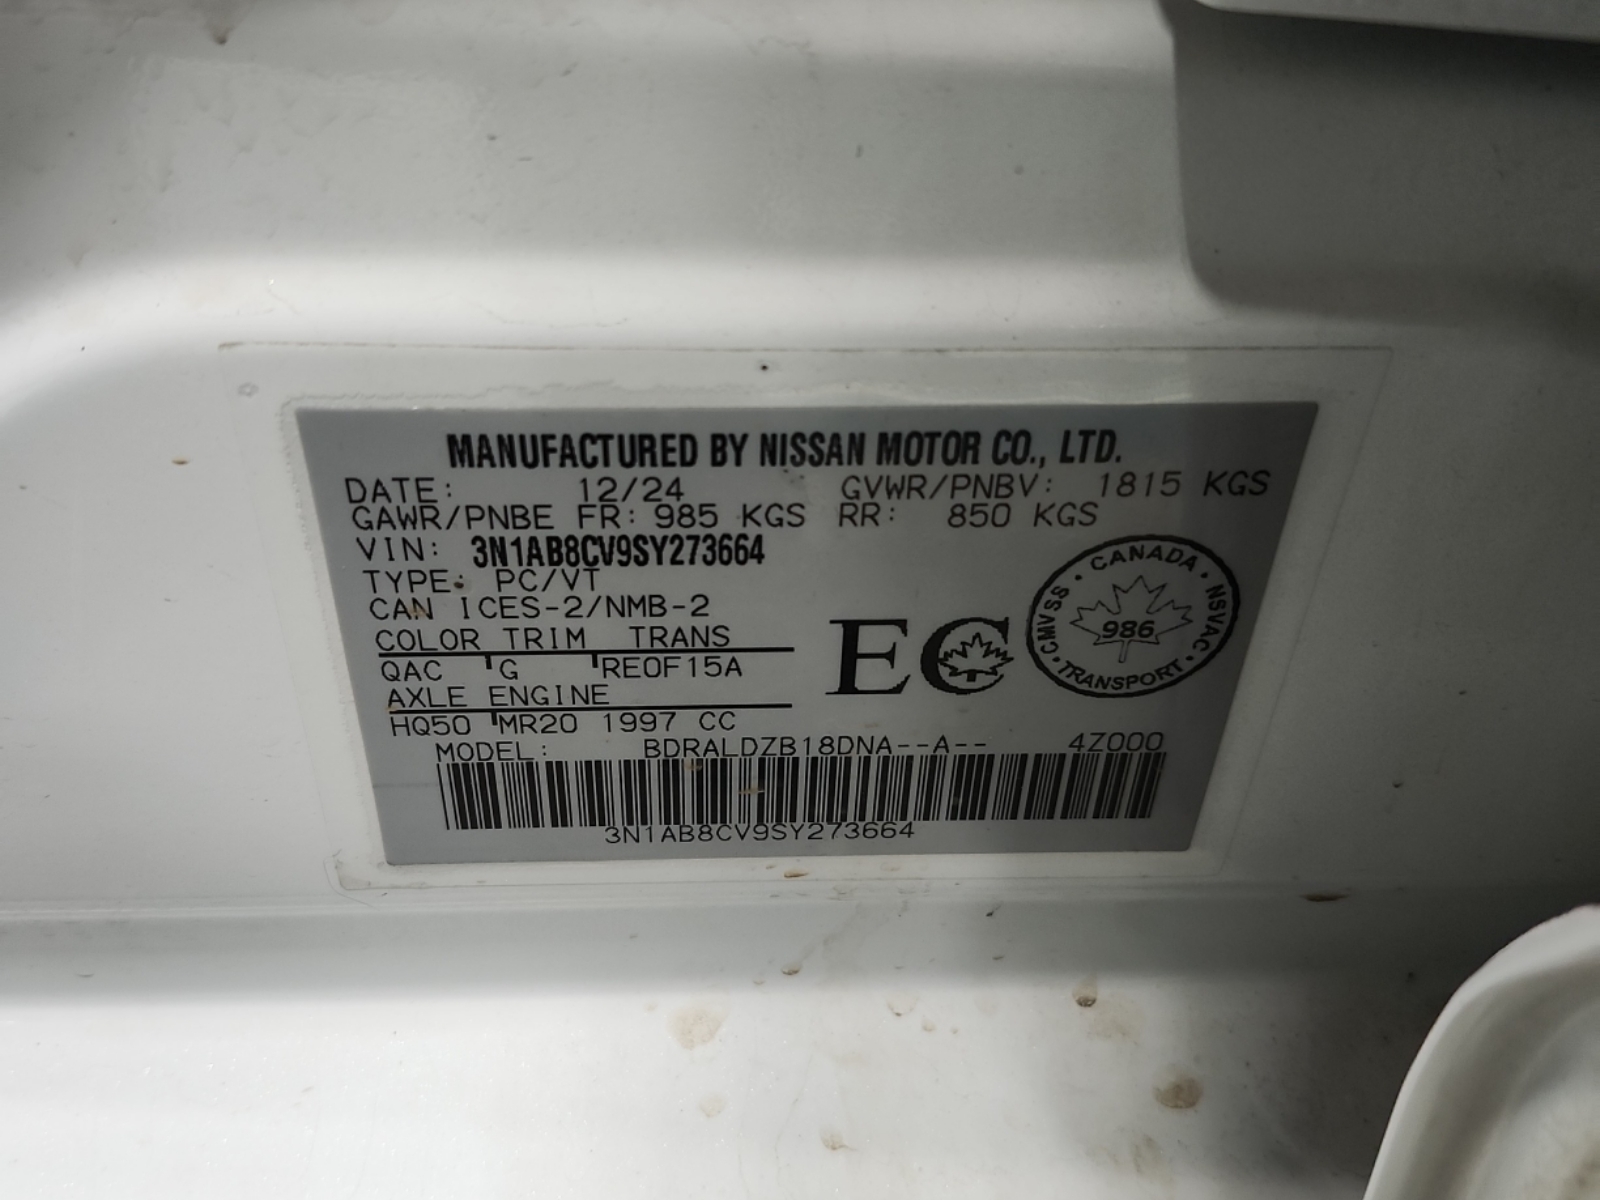 MANUFACTURED BY NISSAN MOTOR CO., LTD.
DATE: 12/24 GVWR/PNBV: 1815 KGS
GAWR/PNBE FR: 985 KGS RR: 850 KGS
VIN: 3N1AB8CV9SY273664
TYPE: PC/VT
CAN ICES-2/NMB-2
COLOR TRIM TRANS
QAC G RE0F15A
AXLE ENGINE
HQ50 MR20 1997 CC
MODEL: BDRALDZB18DNA--A-- 4Z000
3N1AB8CV9SY273664
EC
CMVSS · CANADA · NSVAC · TRANSPORT ·
986